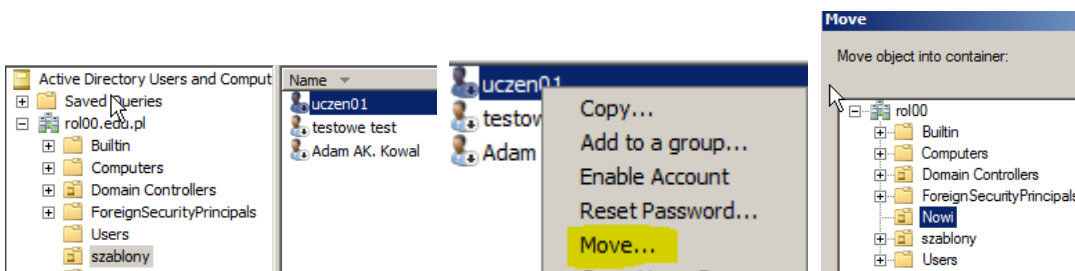 Active Directory Users and Comput
Saved Queries
rol00.edu.pl
Builtin
Computers
Domain Controllers
ForeignSecurityPrincipals
Users
szablony
Name
uczen01
testowe test
Adam AK. Kowal
uczen01
testow
Adam
Copy...
Add to a group...
Enable Account
Reset Password...
Move...
Move
Move object into container:
rol00
Builtin
Computers
Domain Controllers
ForeignSecurityPrincipals
Nowi
szablony
Users